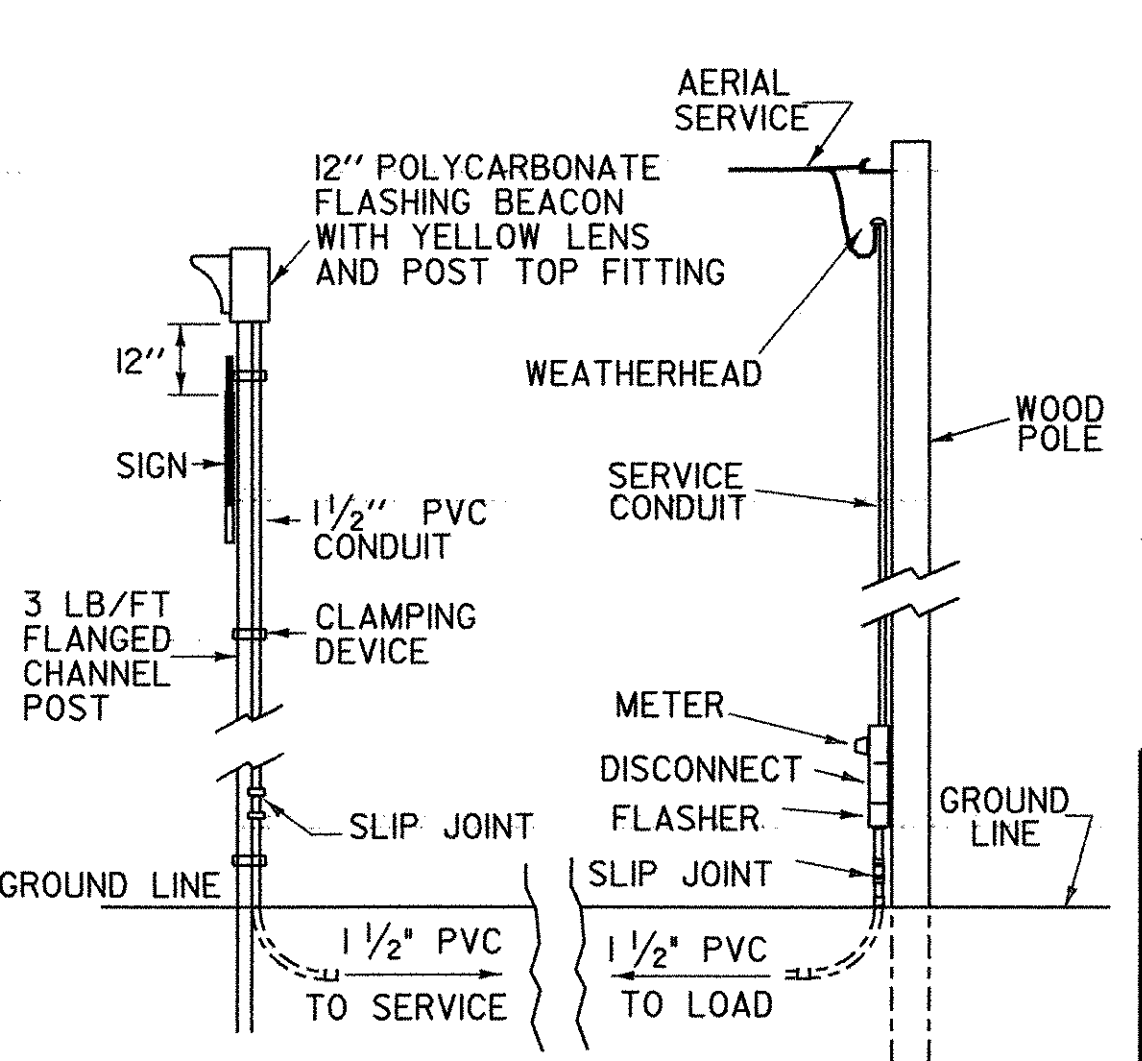 AERIAL
SERVICE
12'' POLYCARBONATE
FLASHING BEACON
WITH YELLOW LENS
AND POST TOP FITTING
12''
WEATHERHEAD
WOOD
POLE
SIGN
SERVICE
CONDUIT
1 1/2'' PVC
CONDUIT
3 LB/FT
FLANGED
CHANNEL
POST
CLAMPING
DEVICE
METER
DISCONNECT
FLASHER
GROUND
LINE
SLIP JOINT
SLIP JOINT
GROUND LINE
1 1/2" PVC
TO SERVICE
1 1/2" PVC
TO LOAD